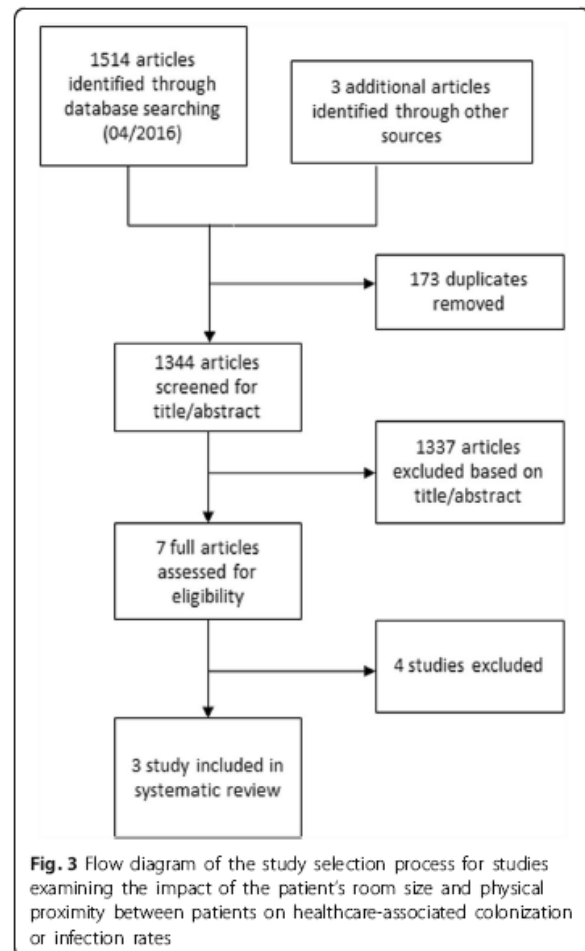 1514 articles
identified through
database searching
(04/2016)
3 additional articles
identified through other
sources
173 duplicates
removed
1344 articles
screened for
title/abstract
1337 articles
excluded based on
title/abstract
7 full articles
assessed for
eligibility
4 studies excluded
3 study included in
systematic review
Fig. 3 Flow diagram of the study selection process for studies
examining the impact of the patient's room size and physical
proximity between patients on healthcare-associated colonization
or infection rates